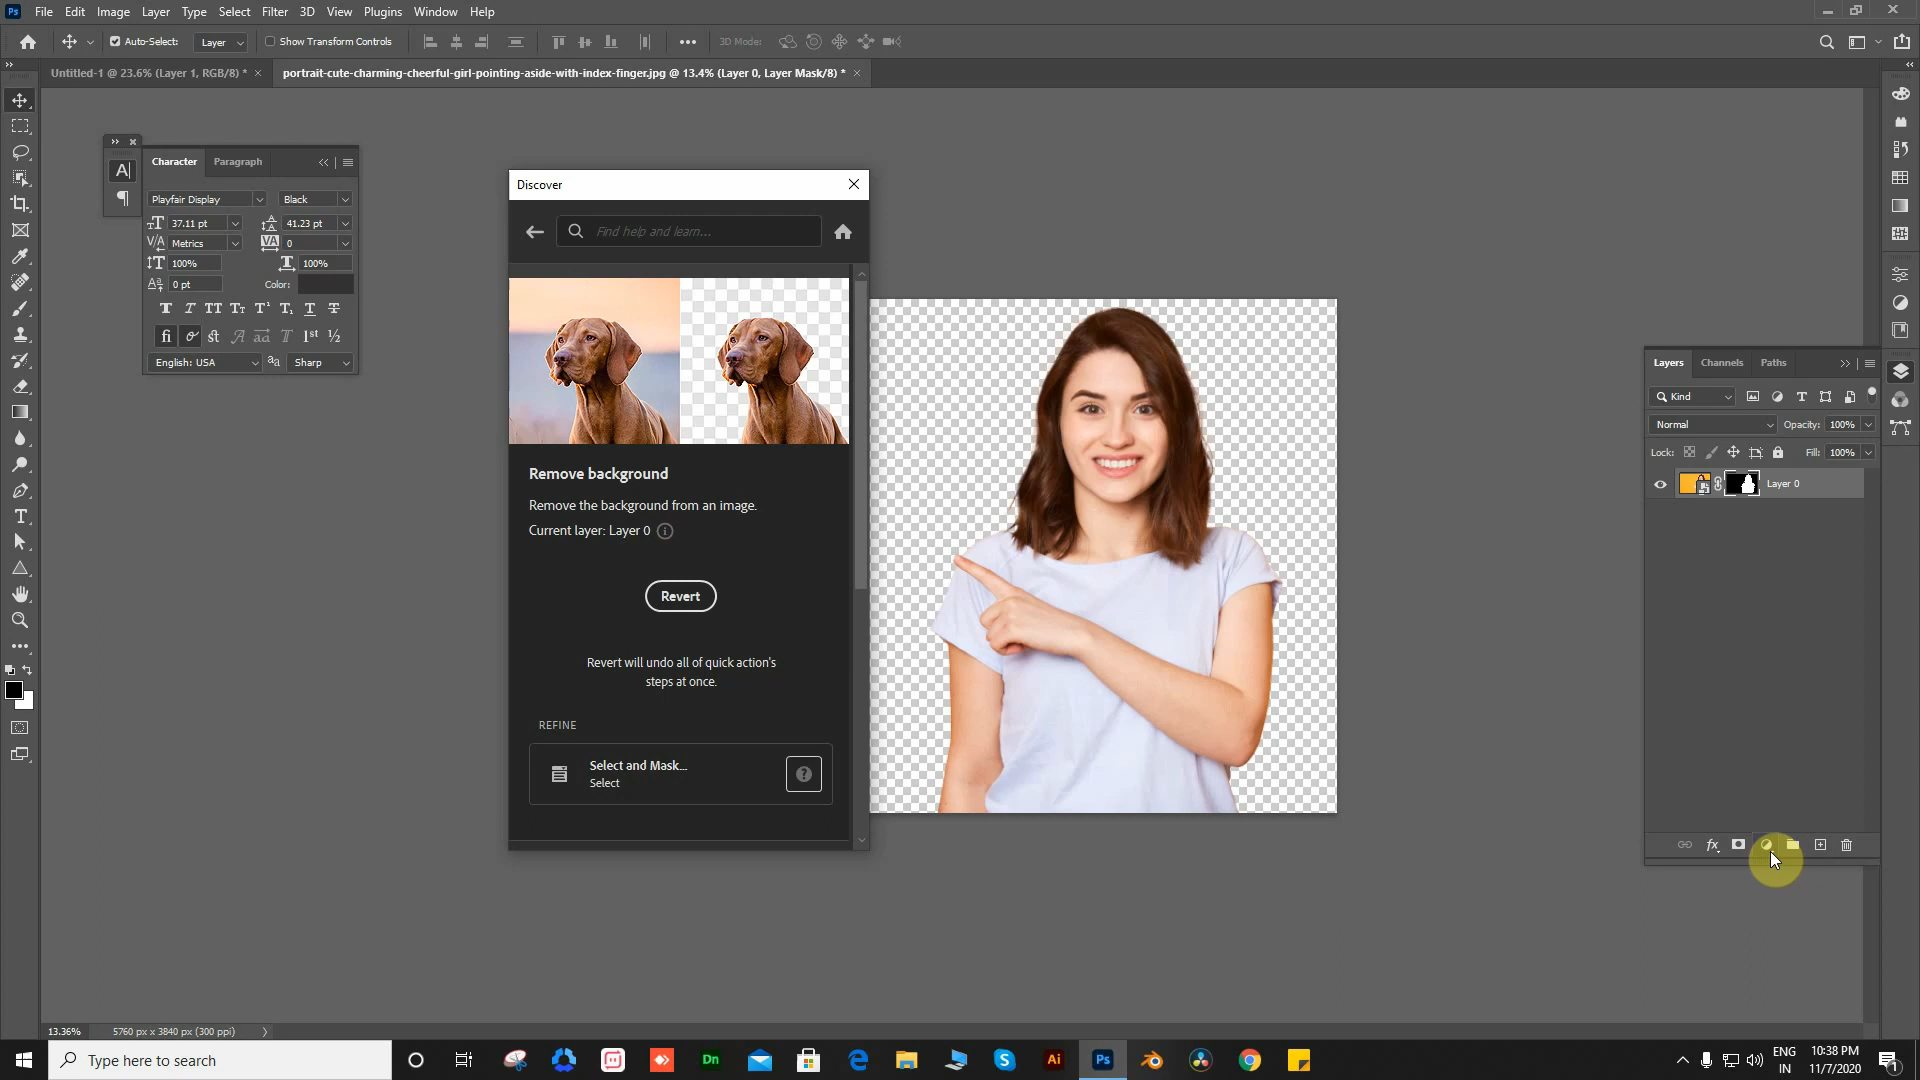 Ps File Edit Image Layer Type Select Filter 3D View Plugins Window Help
Auto-Select: Layer Show Transform Controls 3D Mode:
Untitled-1 @ 23.6% (Layer 1, RGB/8) * × portrait-cute-charming-cheerful-girl-pointing-aside-with-index-finger.jpg @ 13.4% (Layer 0, Layer Mask/8) * ×
Character Paragraph
Playfair Display Black
37.11 pt 41.23 pt
Metrics 0
100% 100%
0 pt Color:
English: USA Sharp
Discover
Find help and learn...
Remove background
Remove the background from an image.
Current layer: Layer 0
Revert
Revert will undo all of quick action's
steps at once.
REFINE
Select and Mask...
Select
Layers Channels Paths
Kind
Normal Opacity: 100%
Lock: Fill: 100%
Layer 0
fx
13.36% 5760 px x 3840 px (300 ppi)
Type here to search
Dn
Ai
Ps
ENG
IN
10:38 PM
11/7/2020
1